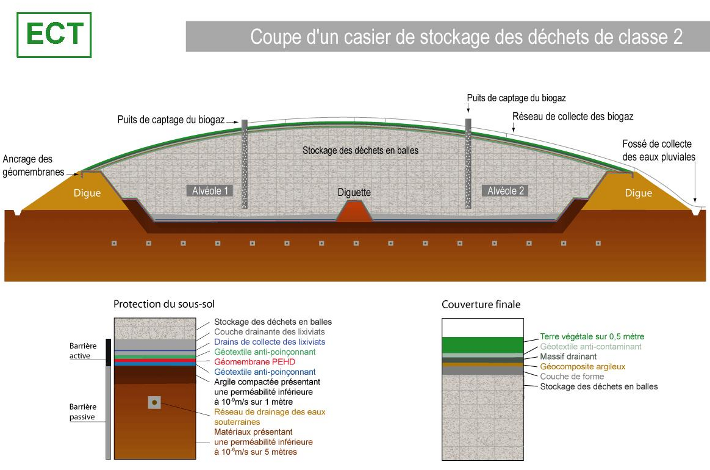 ECT
Coupe d'un casier de stockage des déchets de classe 2
Puits de captage du biogaz
Puits de captage du biogaz
Réseau de collecte des biogaz
Stockage des déchets en balles
Fossé de collecte
des eaux pluviales
Ancrage des
géomembranes
Digue
Alvéole 1
Diguette
Alvéole 2
Digue
Protection du sous-sol
Barrière
active
Barrière
passive
Stockage des déchets en balles
Couche drainante des lixiviats
Drains de collecte des lixiviats
Géotextile anti-poinçonnant
Géomembrane PEHD
Géotextile anti-poinçonnant
Argile compactée présentant
une perméabilité inférieure
à 10⁻⁹m/s sur 1 mètre
Réseau de drainage des eaux
souterraines
Matériaux présentant
une perméabilité inférieure
à 10⁻⁶m/s sur 5 mètres
Couverture finale
Terre végétale sur 0,5 mètre
Géotextile anti-contaminant
Massif drainant
Géocomposite argileux
Couche de forme
Stockage des déchets en balles